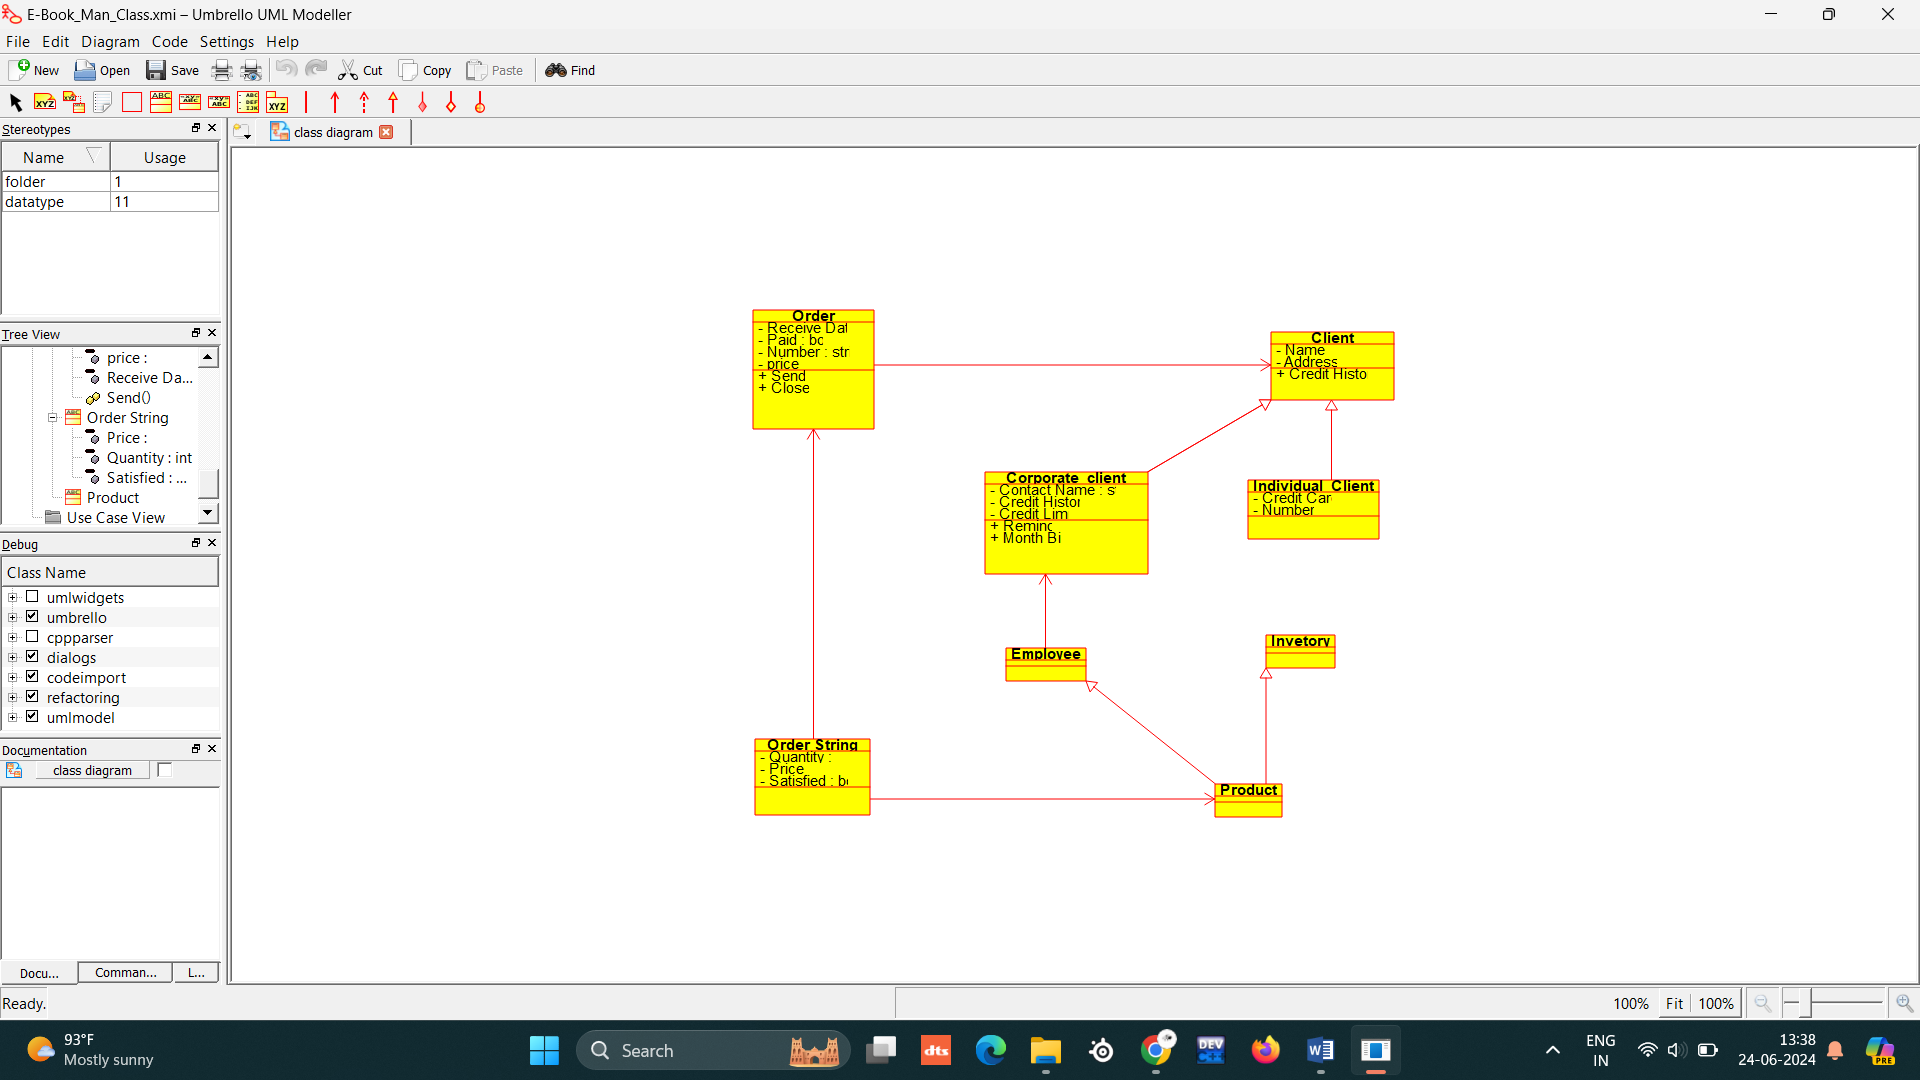 E-Book_Man_Class.xmi – Umbrello UML Modeller
File Edit Diagram Code Settings Help
New Open Save Cut Copy Paste Find
Stereotypes
Name Usage
folder 1
datatype 11
Tree View
price :
Receive Da...
Send()
Order String
Price :
Quantity : int
Satisfied : ...
Product
Use Case View
Debug
Class Name
umlwidgets
umbrello
cppparser
dialogs
codeimport
refactoring
umlmodel
Documentation
class diagram
Docu... Comman... L...
class diagram
Order
- Receive Dat
- Paid : bc
- Number : str
- price
+ Send
+ Close
Client
- Name
- Address
+ Credit Histo
Corporate_client
- Contact Name : s
- Credit Histor
- Credit Lim
+ Reminc
+ Month Bi
Individual_Client
- Credit Car
- Number
Employee
Invetory
Order String
- Quantity :
- Price
- Satisfied : b
Product
Ready.
100% Fit 100%
93°F
Mostly sunny
Search
dts
DEV
ENG
IN
13:38
24-06-2024
PRE